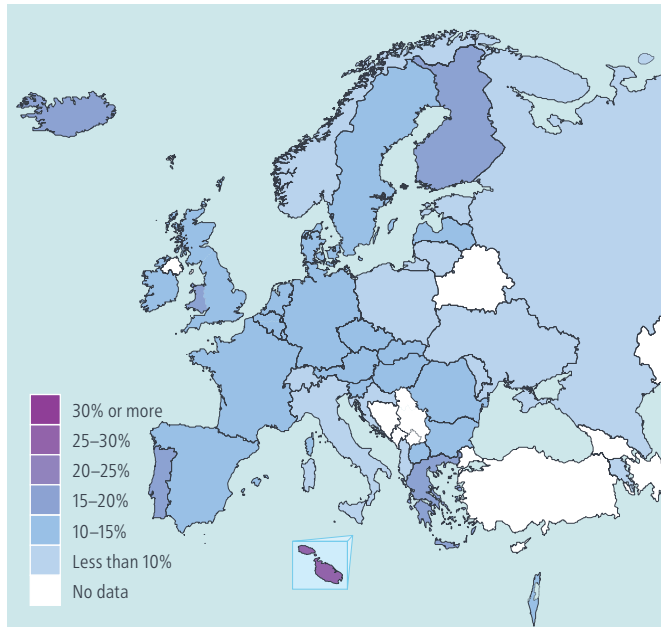 30% or more
25–30%
20–25%
15–20%
10–15%
Less than 10%
No data